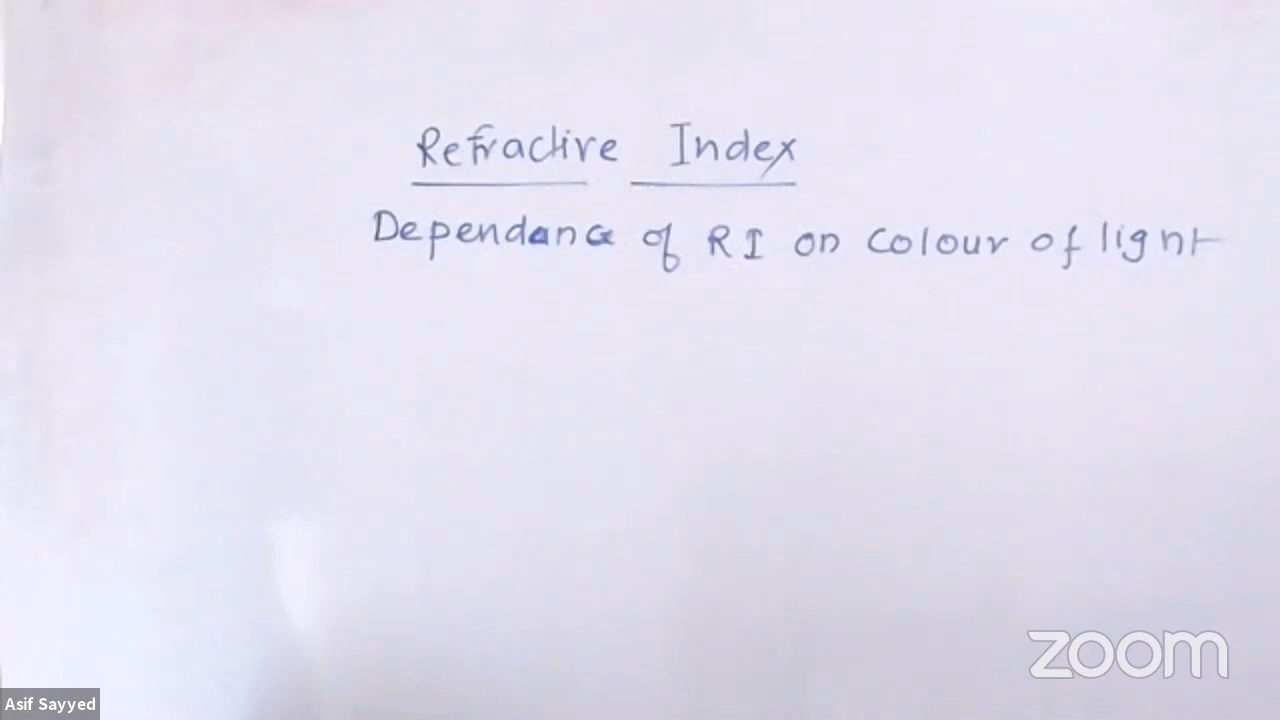 Refractive Index
Dependance of RI on Colour of light
zoom
Asif Sayyed